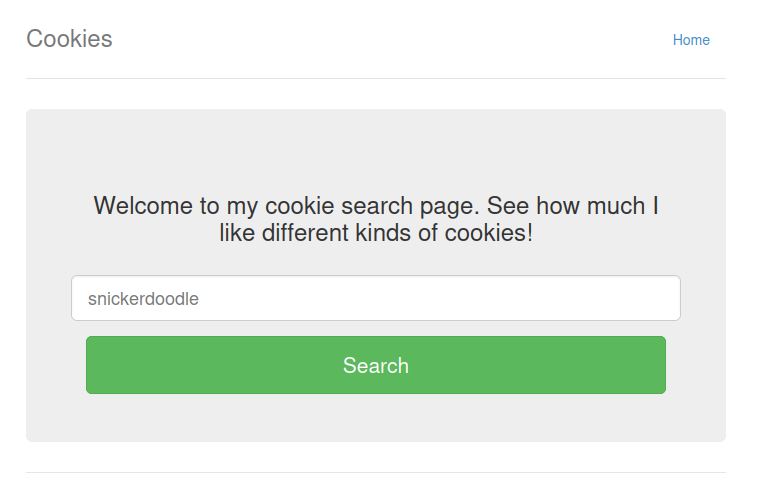 Cookies
Home
Welcome to my cookie search page. See how much I
like different kinds of cookies!
snickerdoodle
Search